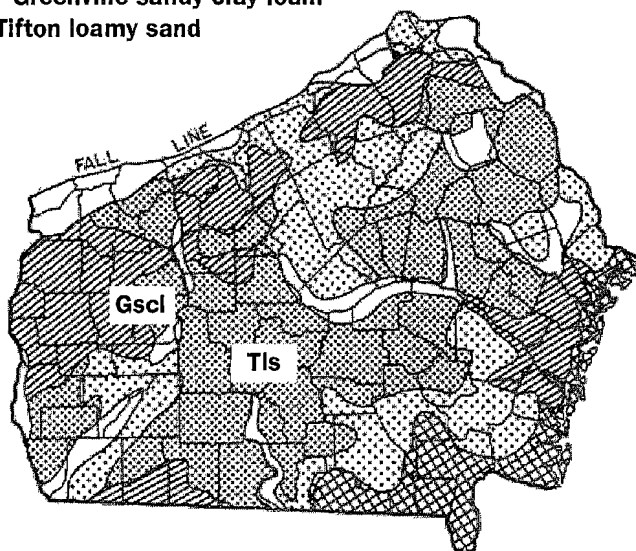 Greenville sandy clay loam
Tifton loamy sand
FALL LINE
Gscl
Tls